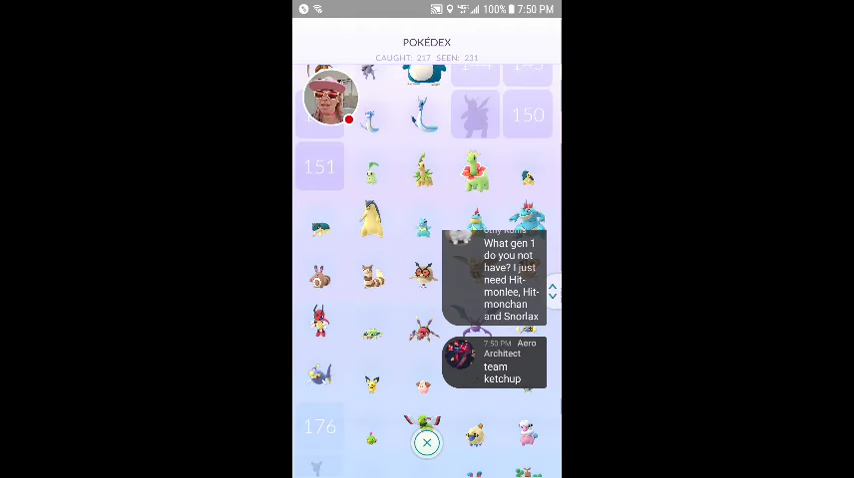 100% 7:50 PM
POKÉDEX
CAUGHT: 217 SEEN: 231
150
151
What gen 1
do you not
have? I just
need Hit-
monlee, Hit-
monchan
and Snorlax
7:50 PM Aero
Architect
team
ketchup
176